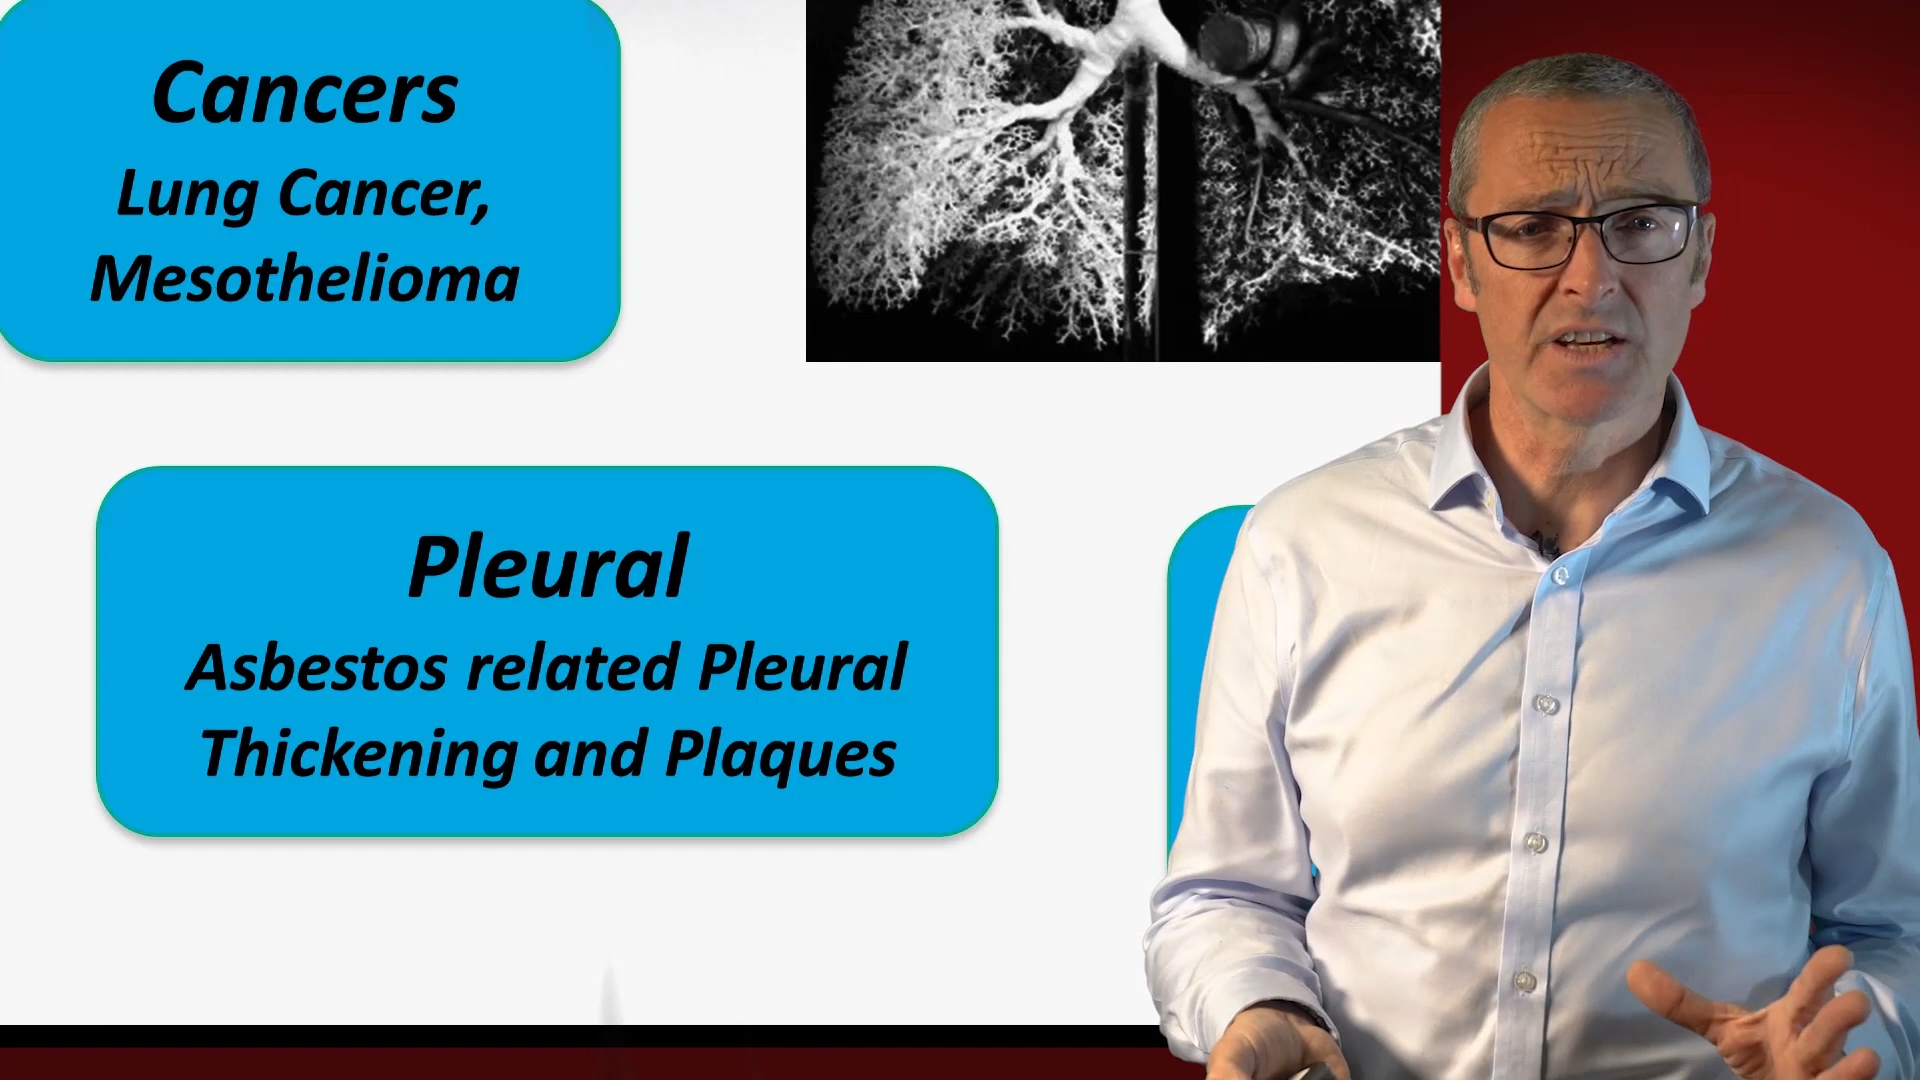 Cancers
Lung Cancer,
Mesothelioma
Pleural
Asbestos related Pleural
Thickening and Plaques